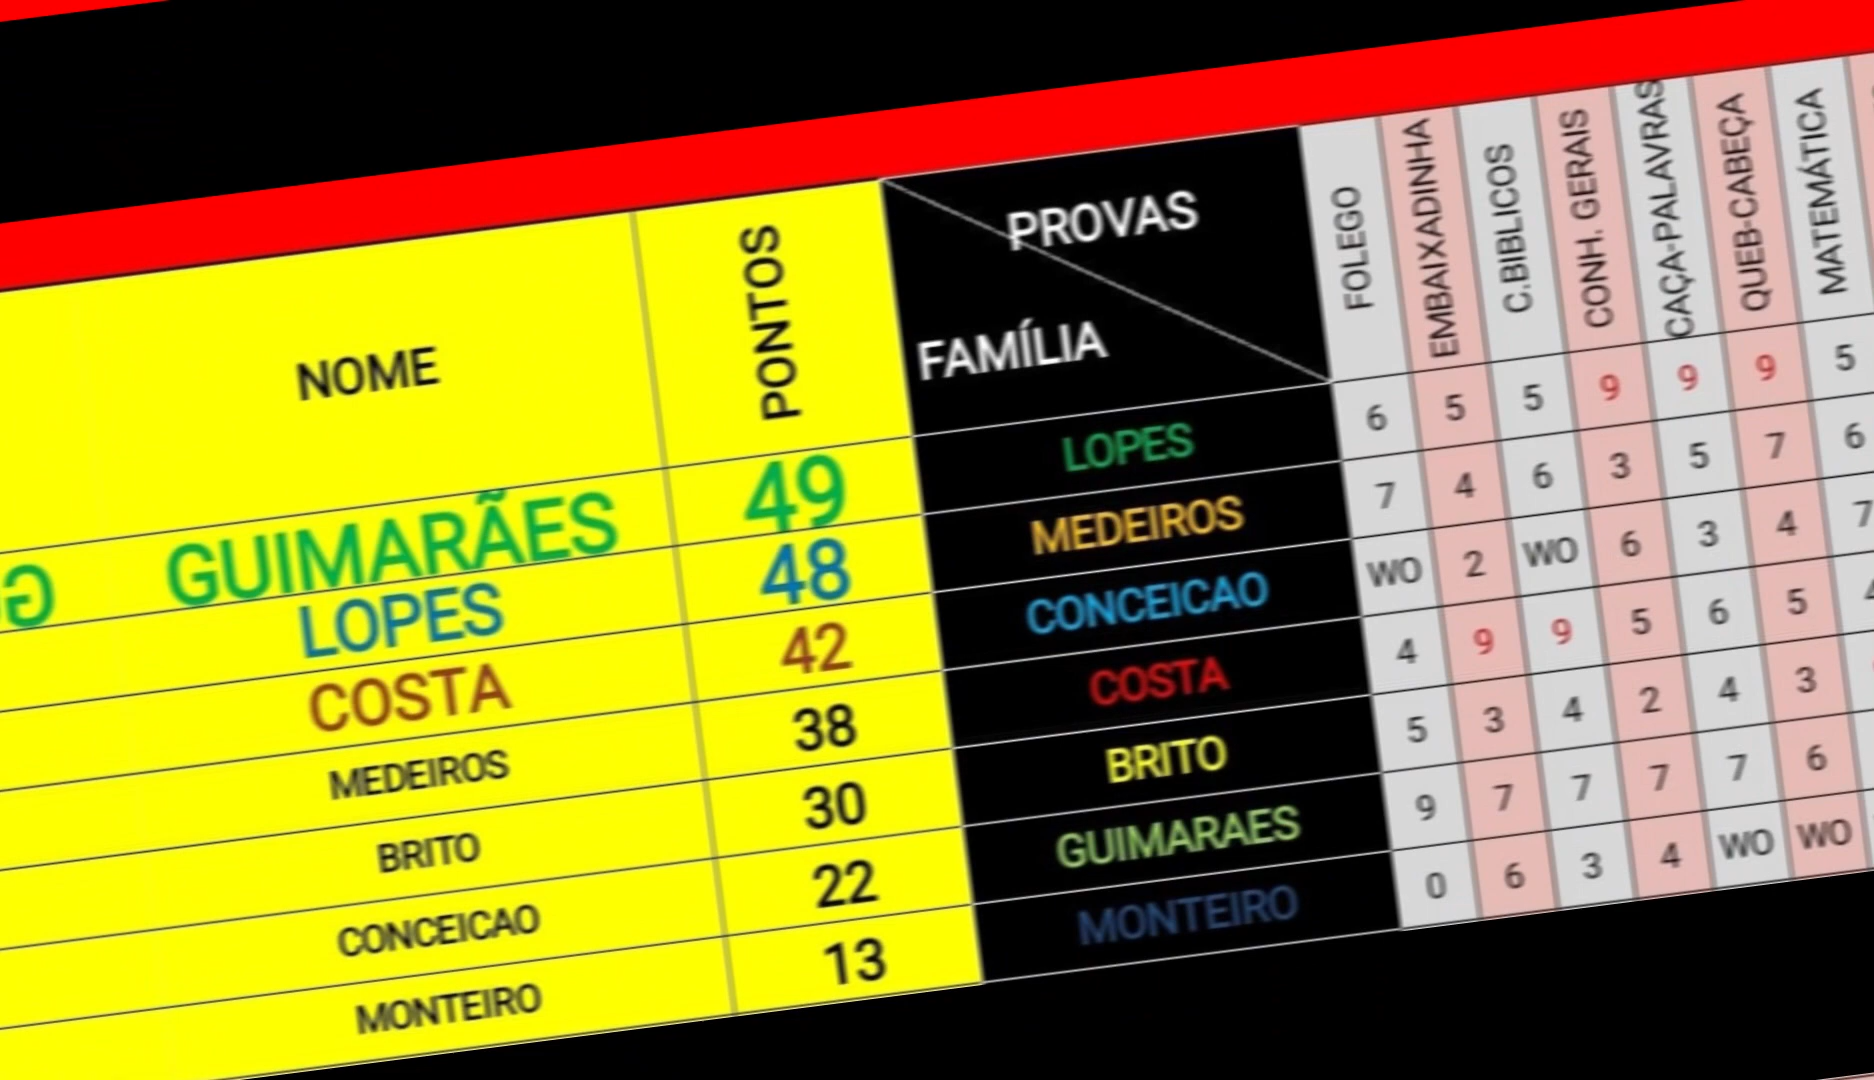 NOME PONTOS
GUIMARÃES 49
LOPES 48
COSTA 42
MEDEIROS 38
BRITO 30
CONCEICAO 22
MONTEIRO 13
PROVAS
FAMÍLIA
FOLEGO EMBAIXADINHA C.BIBLICOS CONH. GERAIS CAÇA-PALAVRAS QUEB-CABEÇA MATEMÁTICA
LOPES 6 5 5 9 9 9 5
MEDEIROS 7 4 6 3 5 7 6
CONCEICAO WO 2 WO 6 3 4 7
COSTA 4 9 9 5 6 5 4
BRITO 5 3 4 2 4 3
GUIMARAES 9 7 7 7 7 6
MONTEIRO 0 6 3 4 WO WO